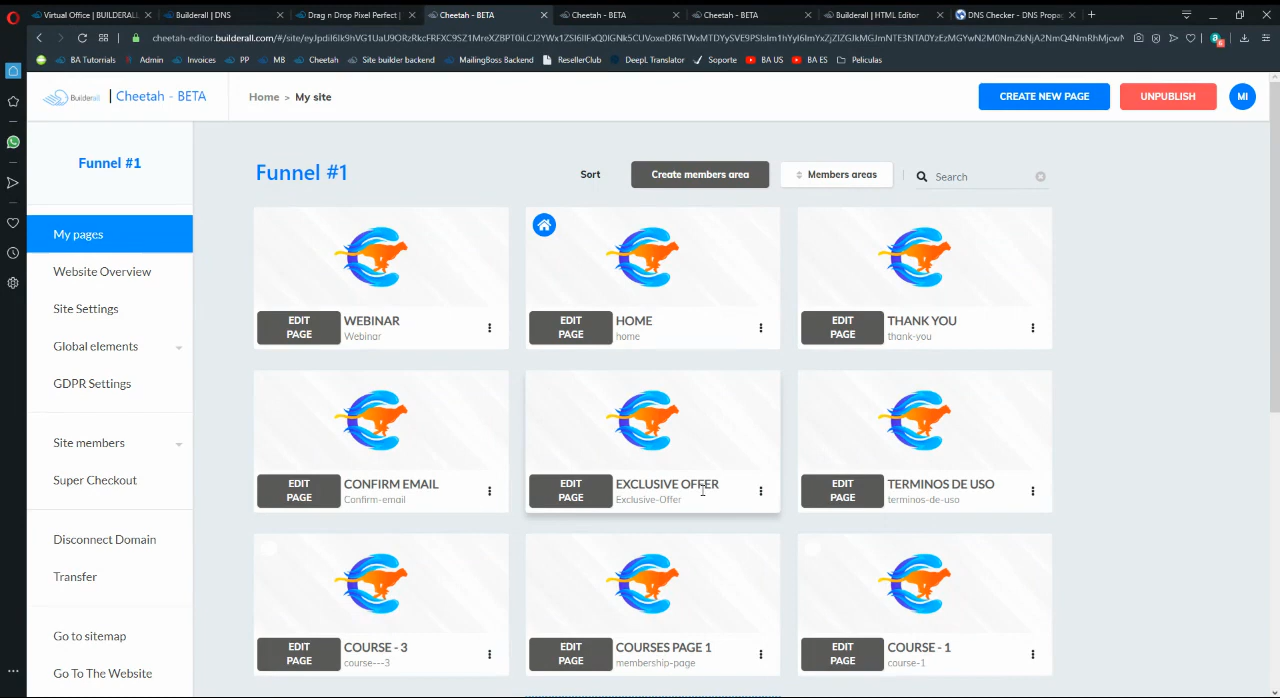 Virtual Office | BUILDERALL
Builderall | DNS
Drag n Drop Pixel Perfect |
Cheetah - BETA
Cheetah - BETA
Cheetah - BETA
Builderall | HTML Editor
DNS Checker - DNS Propag
BA Tutorials
Admin
Invoices
PP
MB
Cheetah
Site builder backend
MailingBoss Backend
ResellerClub
DeepL Translator
Soporte
BA US
BA ES
Peliculas
Builderall | Cheetah - BETA
Home > My site
CREATE NEW PAGE
UNPUBLISH
MI
Funnel #1
My pages
Website Overview
Site Settings
Global elements
GDPR Settings
Site members
Super Checkout
Disconnect Domain
Transfer
Go to sitemap
Go To The Website
Funnel #1
Sort
Create members area
Members areas
Search
EDIT PAGE
WEBINAR
Webinar
EDIT PAGE
HOME
home
EDIT PAGE
THANK YOU
thank-you
EDIT PAGE
CONFIRM EMAIL
Confirm-email
EDIT PAGE
EXCLUSIVE OFFER
Exclusive-Offer
EDIT PAGE
TERMINOS DE USO
terminos-de-uso
EDIT PAGE
COURSE - 3
course---3
EDIT PAGE
COURSES PAGE 1
membership-page
EDIT PAGE
COURSE - 1
course-1